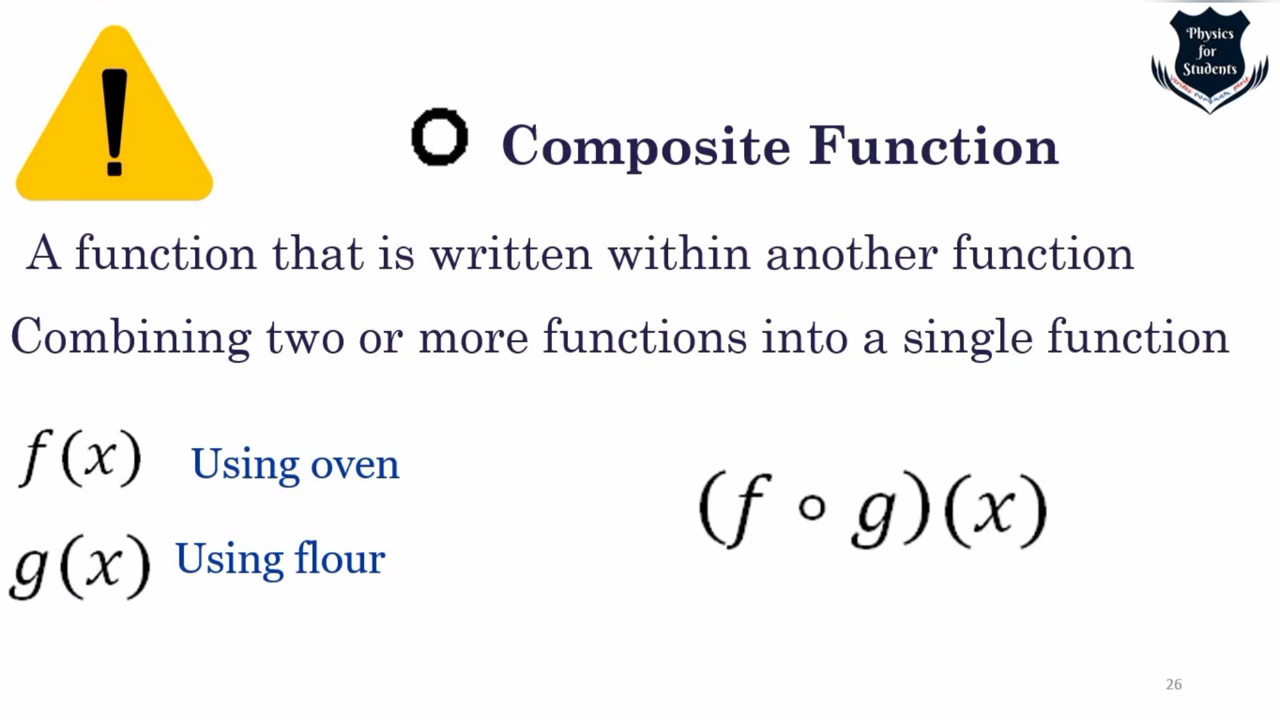 Physics
for
Students
o Composite Function
A function that is written within another function
Combining two or more functions into a single function
f(x) Using oven
(f ∘ g)(x)
g(x) Using flour
26